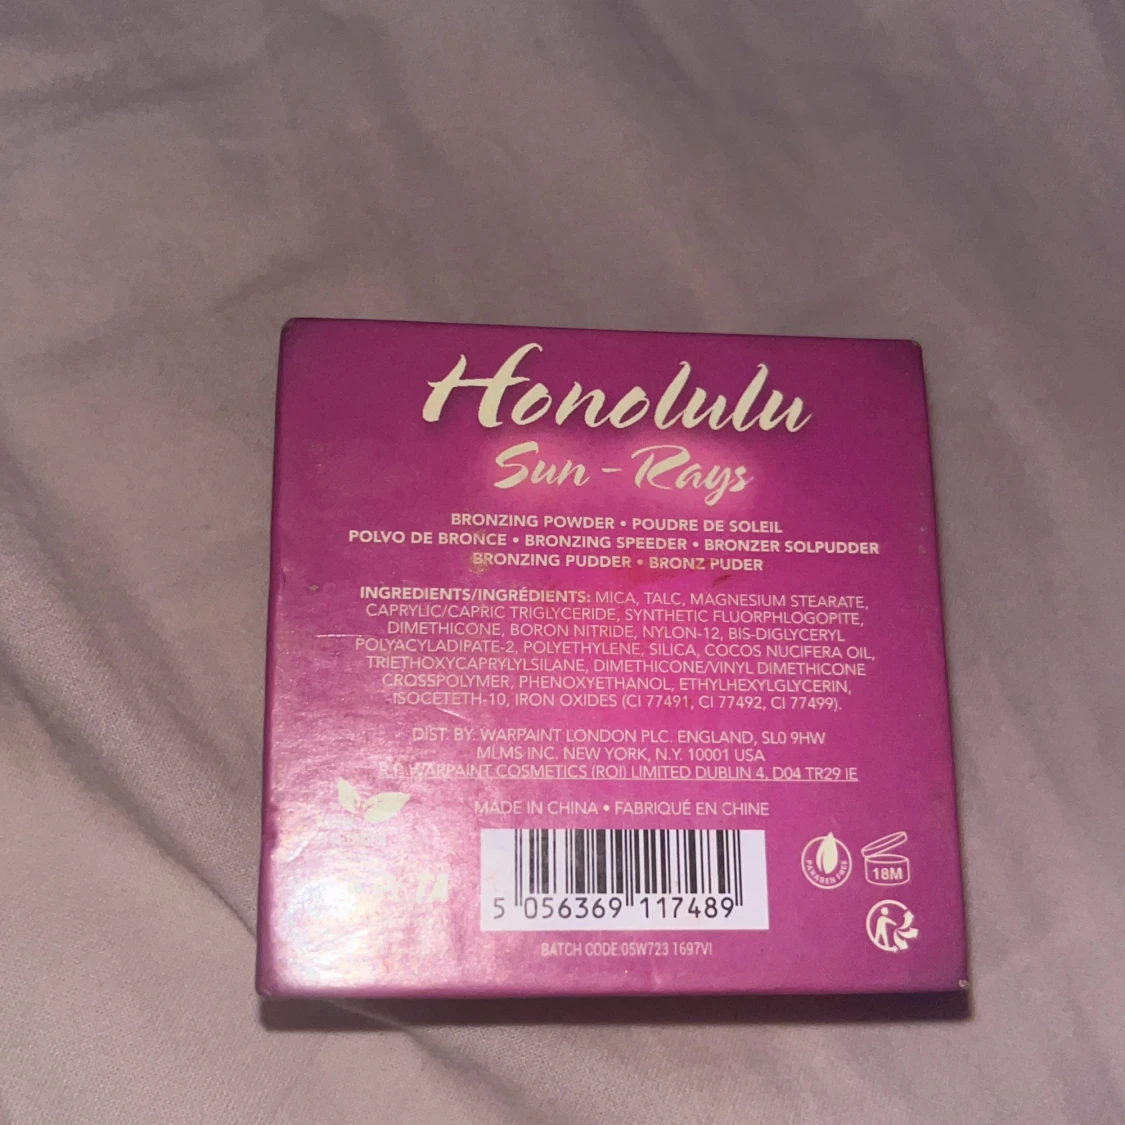 Honolulu
Sun-Rays
BRONZING POWDER • POUDRE DE SOLEIL
POLVO DE BRONCE • BRONZING SPEEDER • BRONZER SOLPUDDER
BRONZING PUDDER • BRONZ PUDER
INGREDIENTS/INGRÉDIENTS: MICA, TALC, MAGNESIUM STEARATE,
CAPRYLIC/CAPRIC TRIGLYCERIDE, SYNTHETIC FLUORPHLOGOPITE,
DIMETHICONE, BORON NITRIDE, NYLON-12, BIS-DIGLYCERYL
POLYACYLADIPATE-2, POLYETHYLENE, SILICA, COCOS NUCIFERA OIL,
TRIETHOXYCAPRYLYLSILANE, DIMETHICONE/VINYL DIMETHICONE
CROSSPOLYMER, PHENOXYETHANOL, ETHYLHEXYLGLYCERIN,
ISOCETETH-10, IRON OXIDES (CI 77491, CI 77492, CI 77499).
DIST. BY: WARPAINT LONDON PLC. ENGLAND, SL0 9HW
MLMS INC. NEW YORK, N.Y. 10001 USA
R.P. WARPAINT COSMETICS (ROI) LIMITED DUBLIN 4, D04 TR29 IE
MADE IN CHINA • FABRIQUÉ EN CHINE
PARABEN FREE
18M
5 056369 117489
BATCH CODE:05W723 1697VI